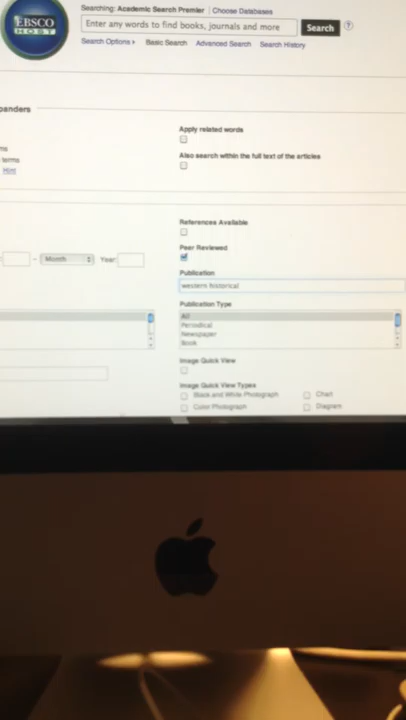 EBSCO
HOST
Searching: Academic Search Premier | Choose Databases
Enter any words to find books, journals and more
Search
?
Search Options
Basic Search Advanced Search Search History
panders
Apply related words
terms
Also search within the full text of the articles
Hint
References Available
Peer Reviewed
– Month Year:
Publication
western historical
Publication Type
All
Periodical
Newspaper
Book
Image Quick View
Image Quick View Types
Black and White Photograph Chart
Color Photograph Diagram